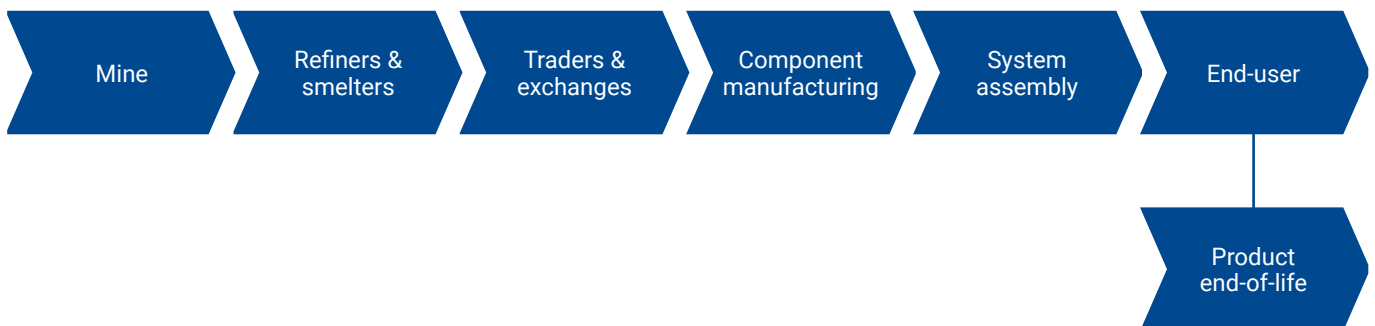 Mine
Refiners &
smelters
Traders &
exchanges
Component
manufacturing
System
assembly
End-user
Product
end-of-life